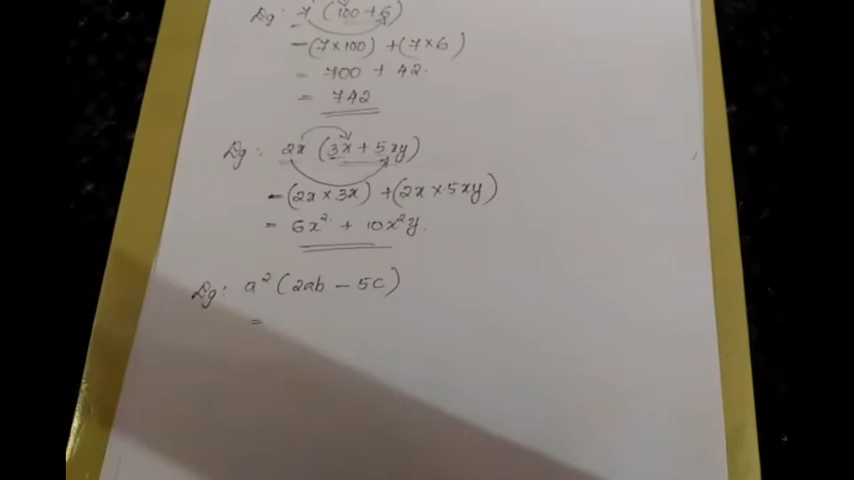 Eg: 7 (100 + 6)
= (7 × 100) + (7 × 6)
= 700 + 42.
= 742
Eg: 2x (3x + 5xy)
= (2x × 3x) + (2x × 5xy)
= 6x² + 10x²y.
Eg: a² (2ab − 5c)
=